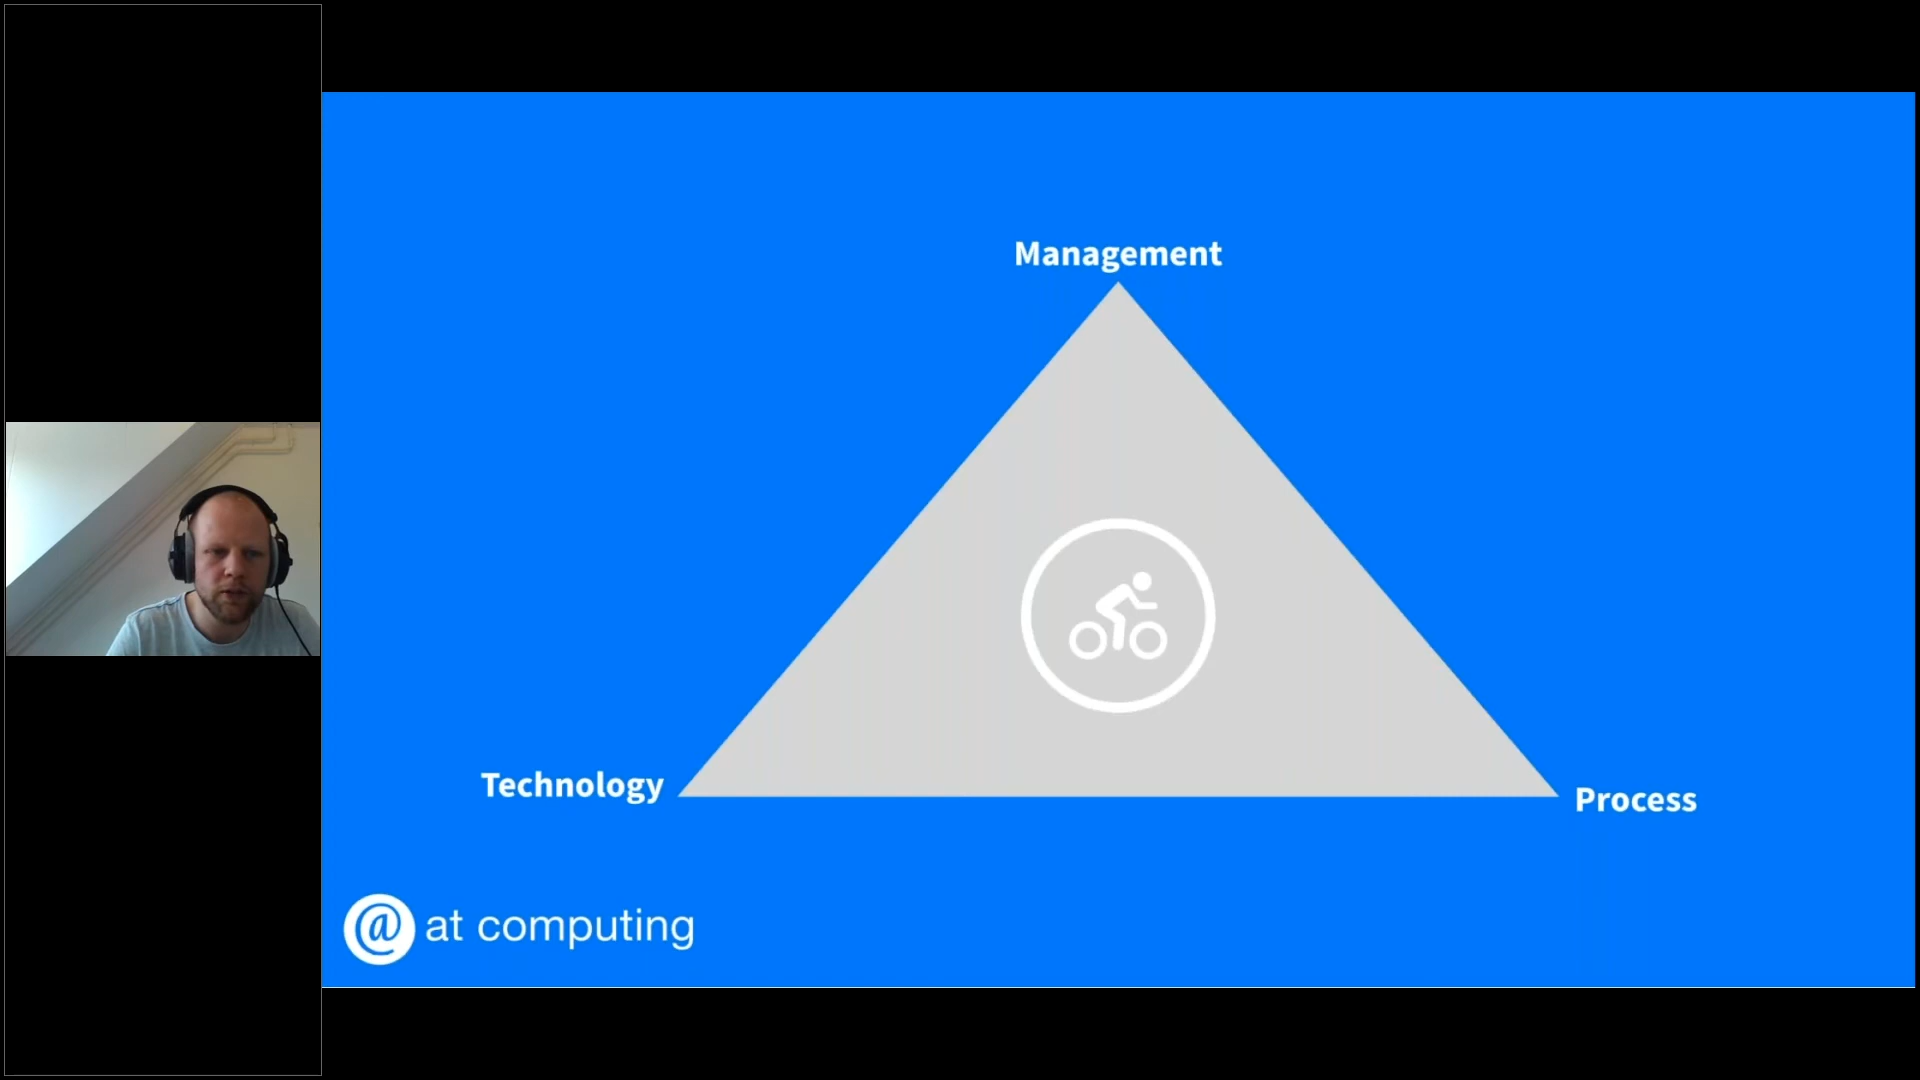 Management
Technology
Process
@ at computing